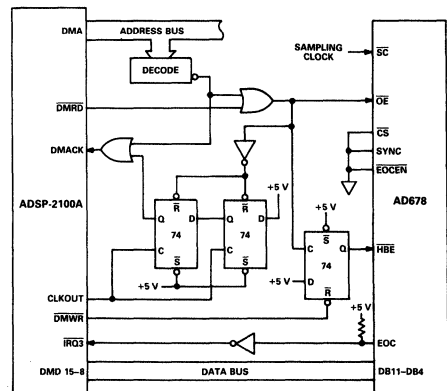 DMA
ADDRESS BUS
DECODE
SAMPLING
CLOCK
SC
DMRD
OE
DMACK
CS
SYNC
EOCEN
ADSP-2100A
AD678
+5 V
+5 V
R
R
Q D
Q D
74
74
C
C
S
S
+5 V
+5 V
S
C Q
74
+5 V
D
R
HBE
+5 V
CLKOUT
DMWR
IRQ3
EOC
DMD 15–8
DATA BUS
DB11–DB4